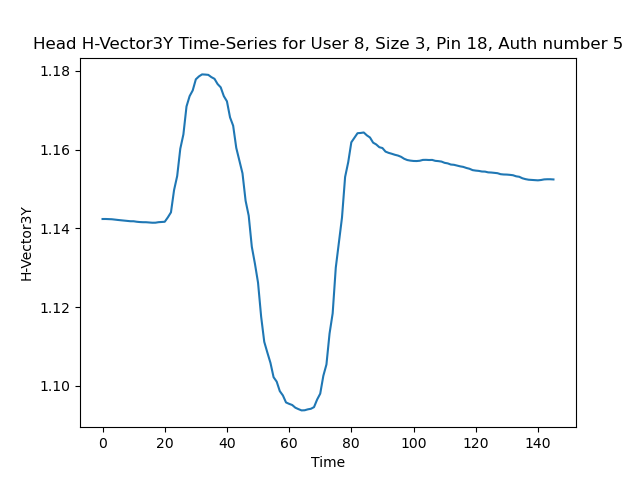 Head H-Vector3Y Time-Series for User 8, Size 3, Pin 18, Auth number 5
1.18
1.16
1.14
1.12
1.10
H-Vector3Y
0 20 40 60 80 100 120 140
Time